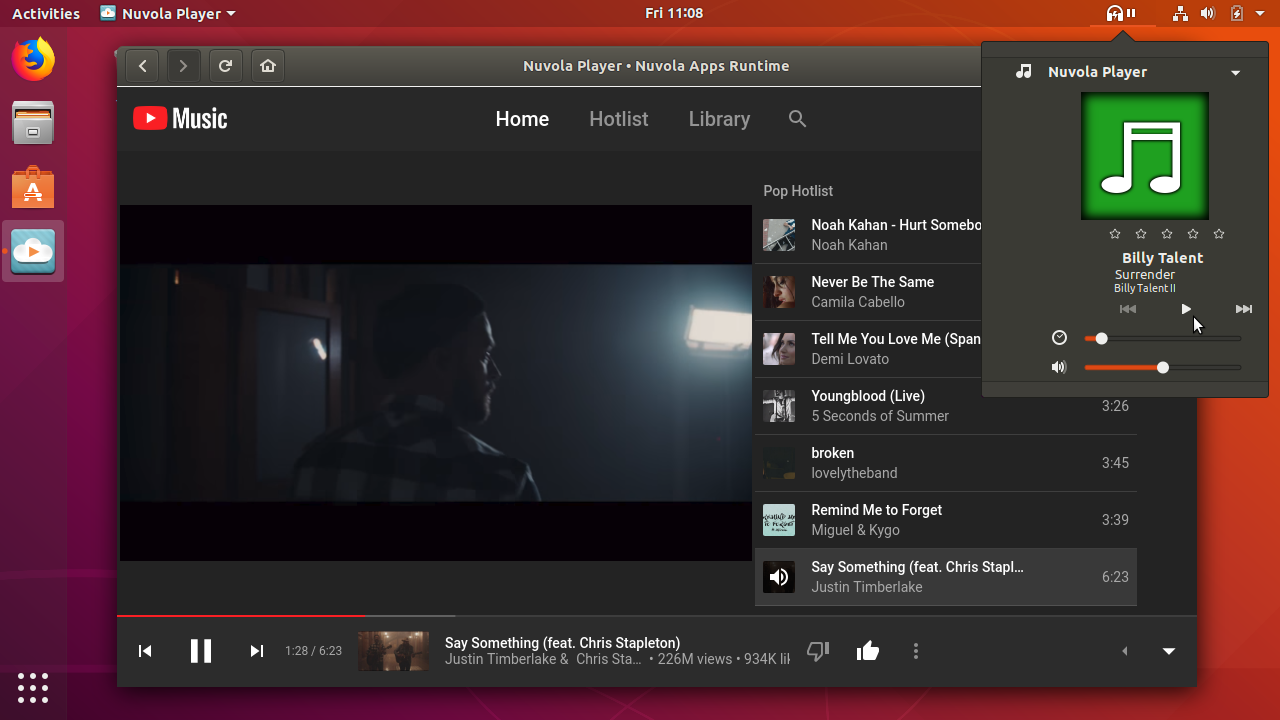 Activities
Nuvola Player
Fri 11:08
Nuvola Player • Nuvola Apps Runtime
Music
Home
Hotlist
Library
Pop Hotlist
Noah Kahan - Hurt Somebo
Noah Kahan
Never Be The Same
Camila Cabello
Tell Me You Love Me (Span
Demi Lovato
Youngblood (Live)
5 Seconds of Summer
3:26
broken
lovelytheband
3:45
Remind Me to Forget
Miguel & Kygo
3:39
Say Something (feat. Chris Stapl…
Justin Timberlake
6:23
Nuvola Player
Billy Talent
Surrender
Billy Talent II
1:28 / 6:23
Say Something (feat. Chris Stapleton)
Justin Timberlake & Chris Sta… • 226M views • 934K li